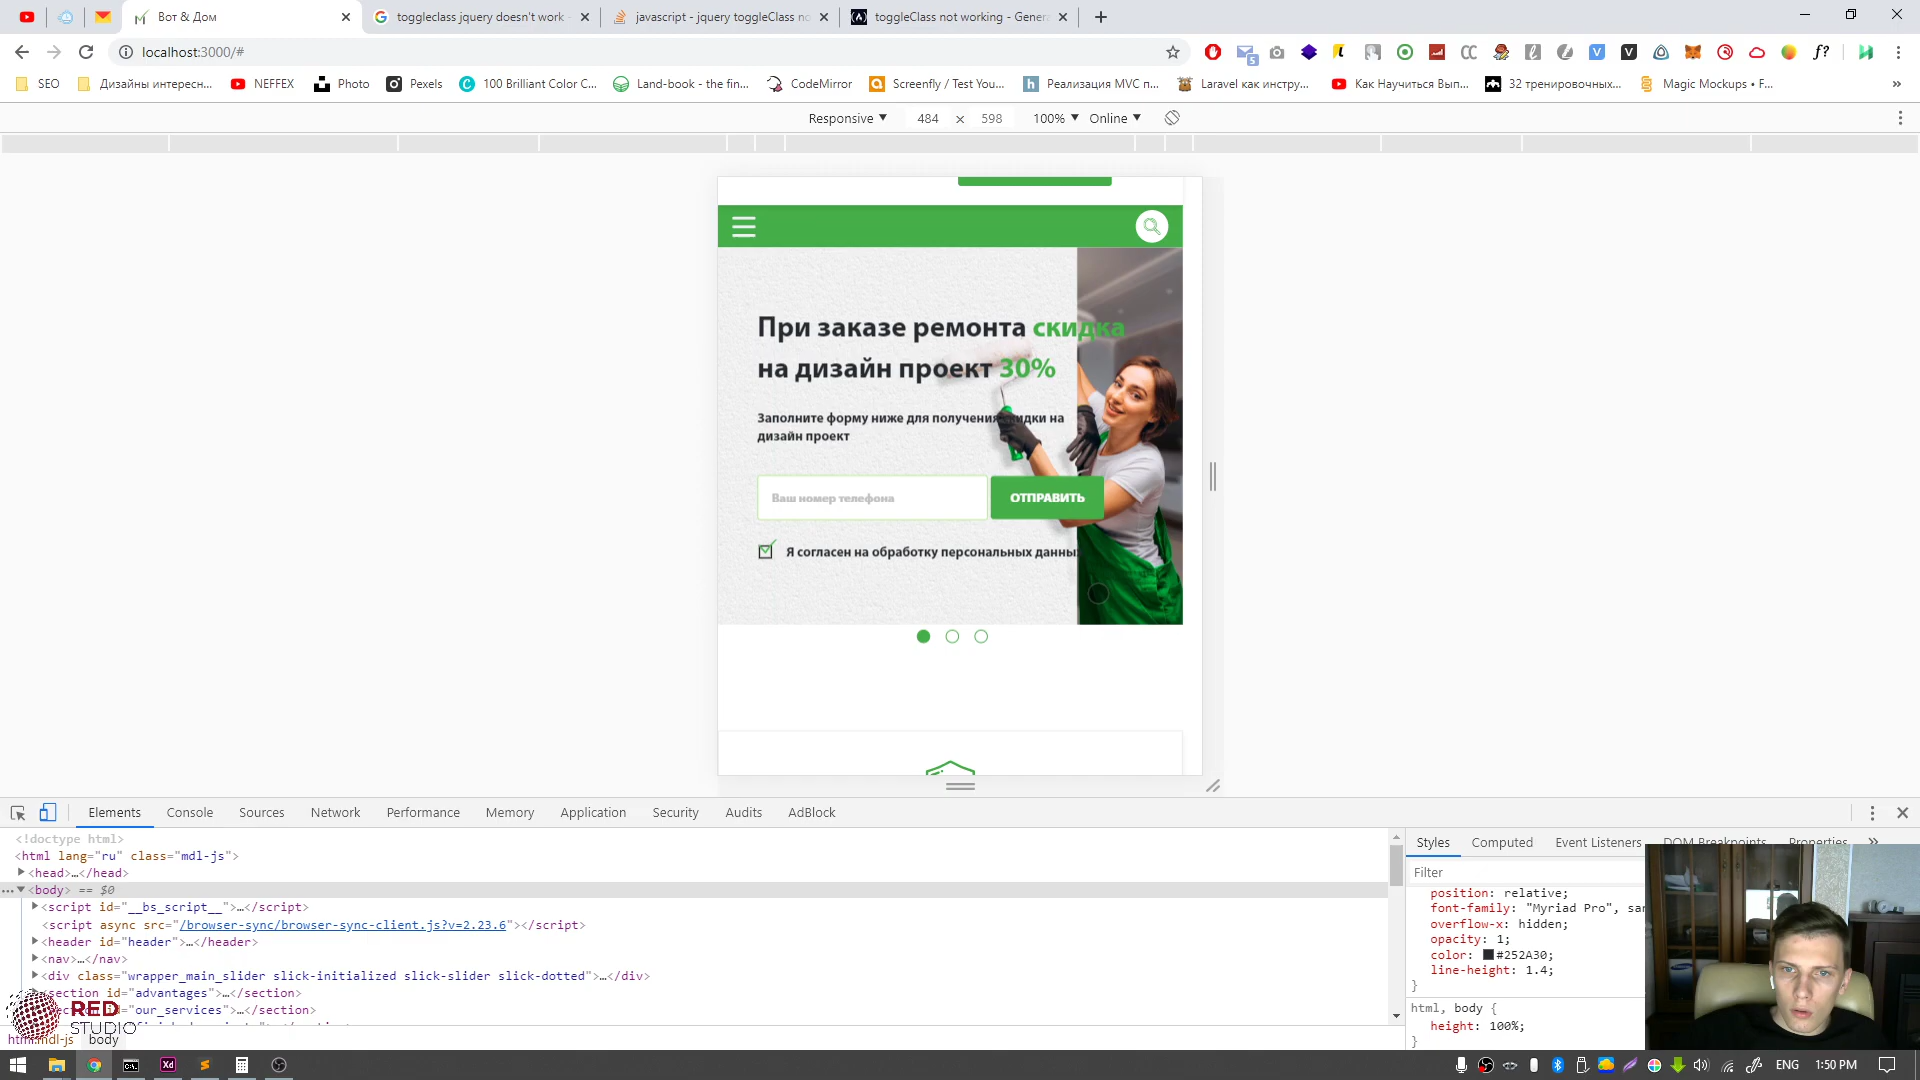 Вот & Дом
toggleclass jquery doesn't work
javascript - jquery toggleClass no
toggleClass not working - Genera
localhost:3000/#
5
SEO
Дизайны интересн...
NEFFEX
Photo
Pexels
100 Brilliant Color C...
Land-book - the fin...
CodeMirror
Screenfly / Test You...
Реализация MVC п...
Laravel как инстру...
Как Научиться Вып...
32 тренировочных...
Magic Mockups • F...
Responsive
484 × 598
100%
Online
При заказе ремонта скидка
на дизайн проект 30%
Заполните форму ниже для получения скидки на
дизайн проект
Ваш номер телефона
ОТПРАВИТЬ
Я согласен на обработку персональных данны
Elements Console Sources Network Performance Memory Application Security Audits AdBlock
<!doctype html>
<html lang="ru" class="mdl-js">
<head>…</head>
<body> == $0
<script id="__bs_script__">…</script>
<script async src="/browser-sync/browser-sync-client.js?v=2.23.6"></script>
<header id="header">…</header>
<nav>…</nav>
<div class="wrapper_main_slider slick-initialized slick-slider slick-dotted">…</div>
section id="advantages">…</section>
id="our_services">…</section>
RED
STUDIO
html.mdl-js body
Styles Computed Event Listeners DOM Breakpoints Properties
Filter
position: relative;
font-family: "Myriad Pro", san
overflow-x: hidden;
opacity: 1;
color: #252A30;
line-height: 1.4;
}
html, body {
height: 100%;
}
ENG
1:50 PM